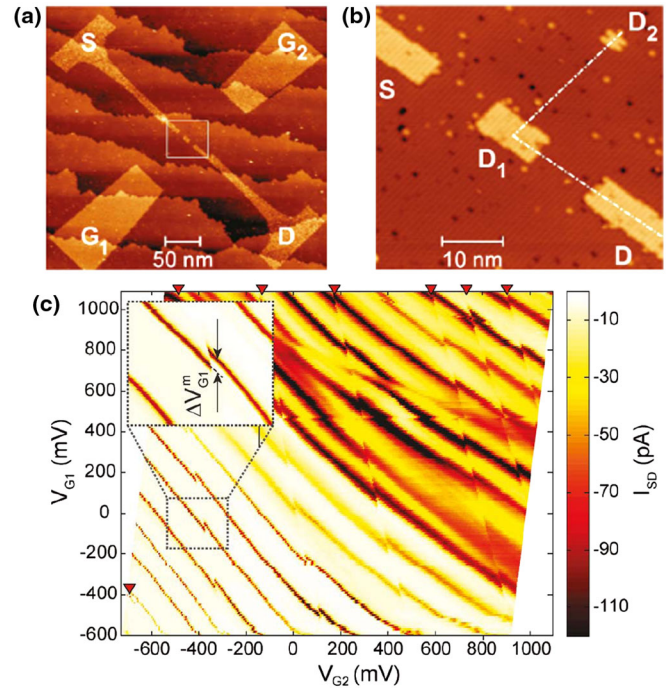 (a)
S
G2
G1
D
50 nm
(b)
D2
S
D1
D
10 nm
(c)
1000
800
600
400
200
0
-200
-400
-600
VG1 (mV)
ΔVᵐG1
-600
-400
-200
0
200
400
600
800
1000
VG2 (mV)
-10
-30
-50
-70
-90
-110
ISD (pA)